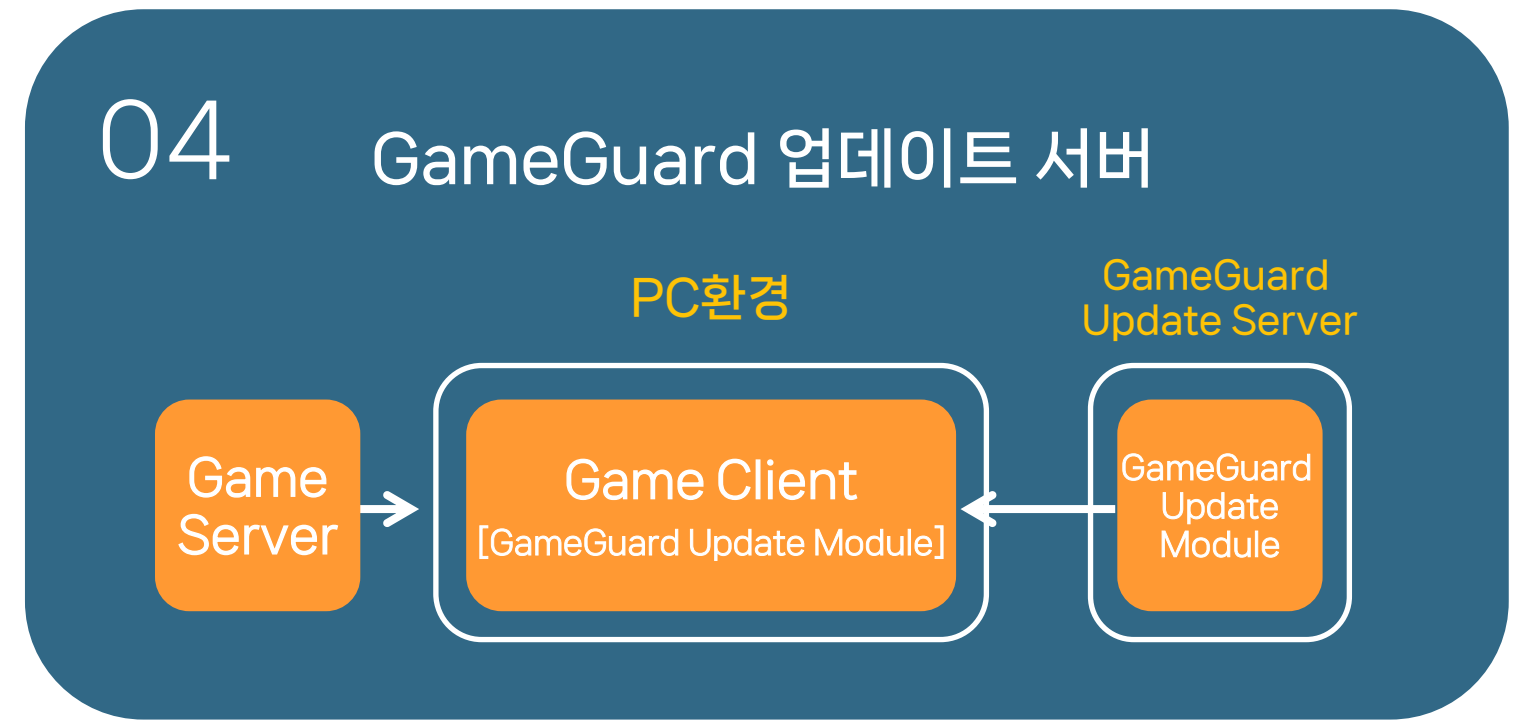 04
GameGuard 업데이트 서버
PC환경
GameGuard
Update Server
Game
Server
Game Client
[GameGuard Update Module]
GameGuard
Update
Module